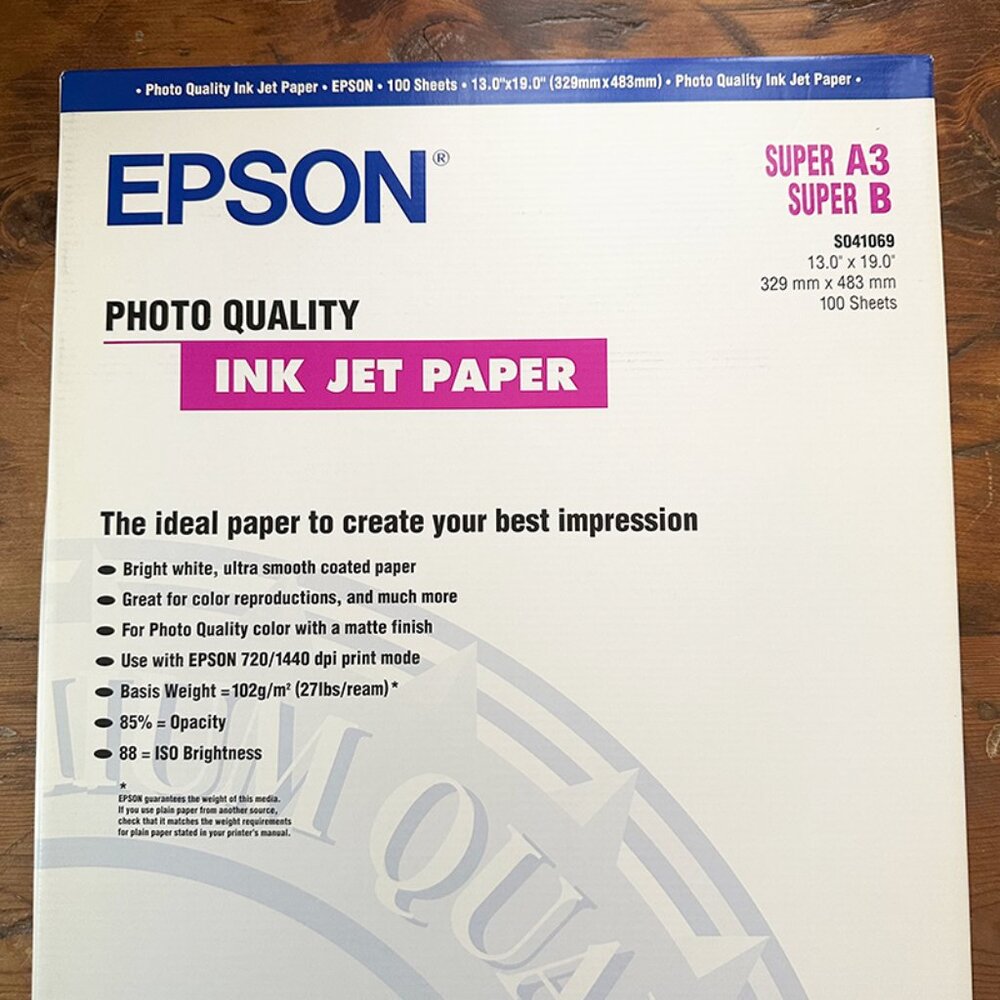 • Photo Quality Ink Jet Paper • EPSON • 100 Sheets • 13.0"x19.0" (329mmx483mm) • Photo Quality Ink Jet Paper •
EPSON®
SUPER A3
SUPER B
S041069
13.0" x 19.0"
329 mm x 483 mm
100 Sheets
PHOTO QUALITY
INK JET PAPER
The ideal paper to create your best impression
• Bright white, ultra smooth coated paper
• Great for color reproductions, and much more
• For Photo Quality color with a matte finish
• Use with EPSON 720/1440 dpi print mode
• Basis Weight =102g/m² (27lbs/ream)*
• 85% = Opacity
• 88 = ISO Brightness
*
EPSON guarantees the weight of this media.
If you use plain paper from another source,
check that it matches the weight requirements
for plain paper stated in your printer's manual.
IUM QUA